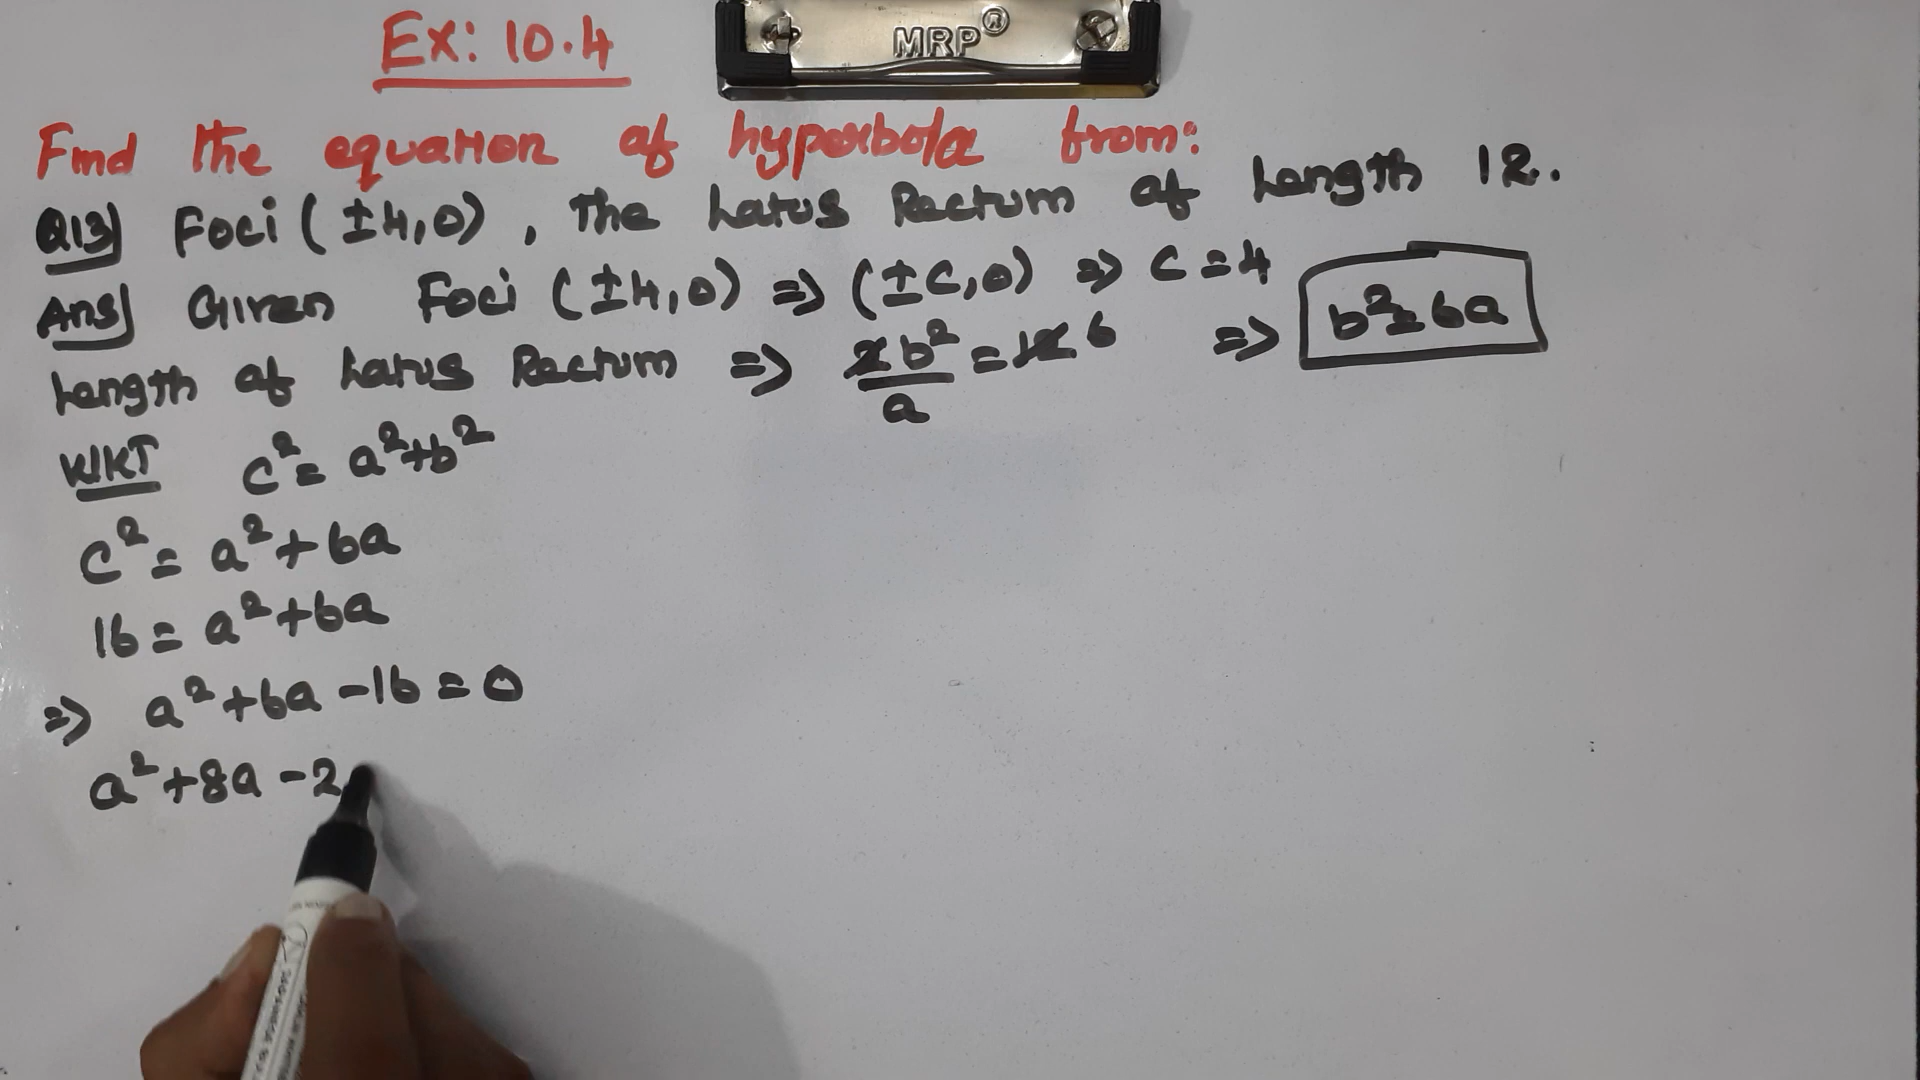 MRP®
Ex: 10.4
Find the equation of hyperbola from:
Q13) Foci (±4,0), The Latus Rectum of Length 12.
Ans) Given Foci (±4,0) => (±c,0) => c = 4
Length of Latus Rectum => 2b²/a = 12 6 => b² = 6a
WKT c² = a²+b²
c² = a²+6a
16 = a²+6a
=> a²+6a-16 = 0
a²+8a-2